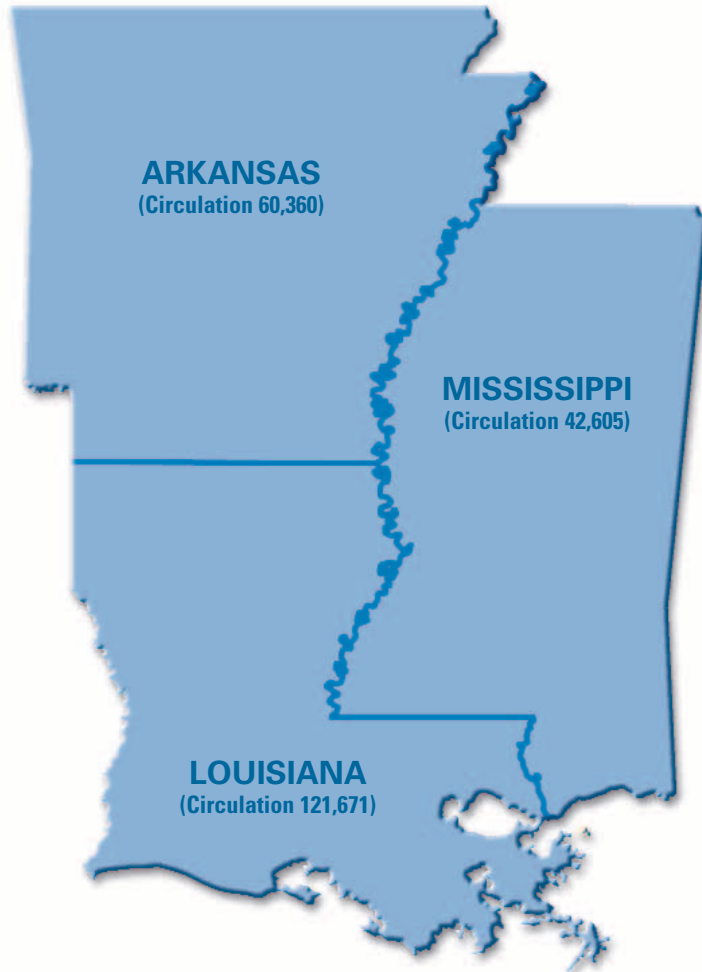 ARKANSAS
(Circulation 60,360)
MISSISSIPPI
(Circulation 42,605)
LOUISIANA
(Circulation 121,671)